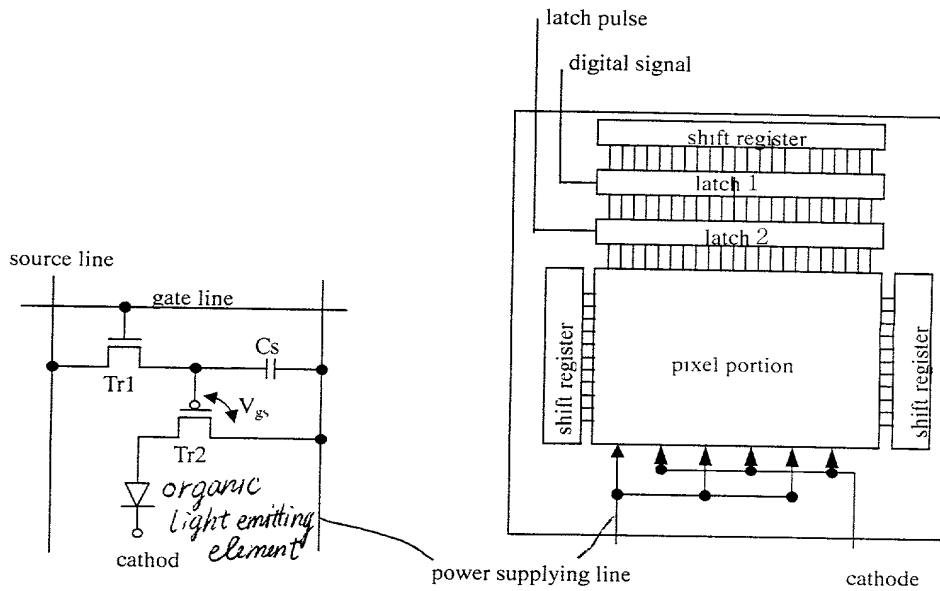 latch pulse
digital signal
shift register
latch 1
latch 2
source line
gate line
Cs
Tr1
Vgs
Tr2
shift register
pixel portion
shift register
organic
light emitting
element
cathod
power supplying line
cathode